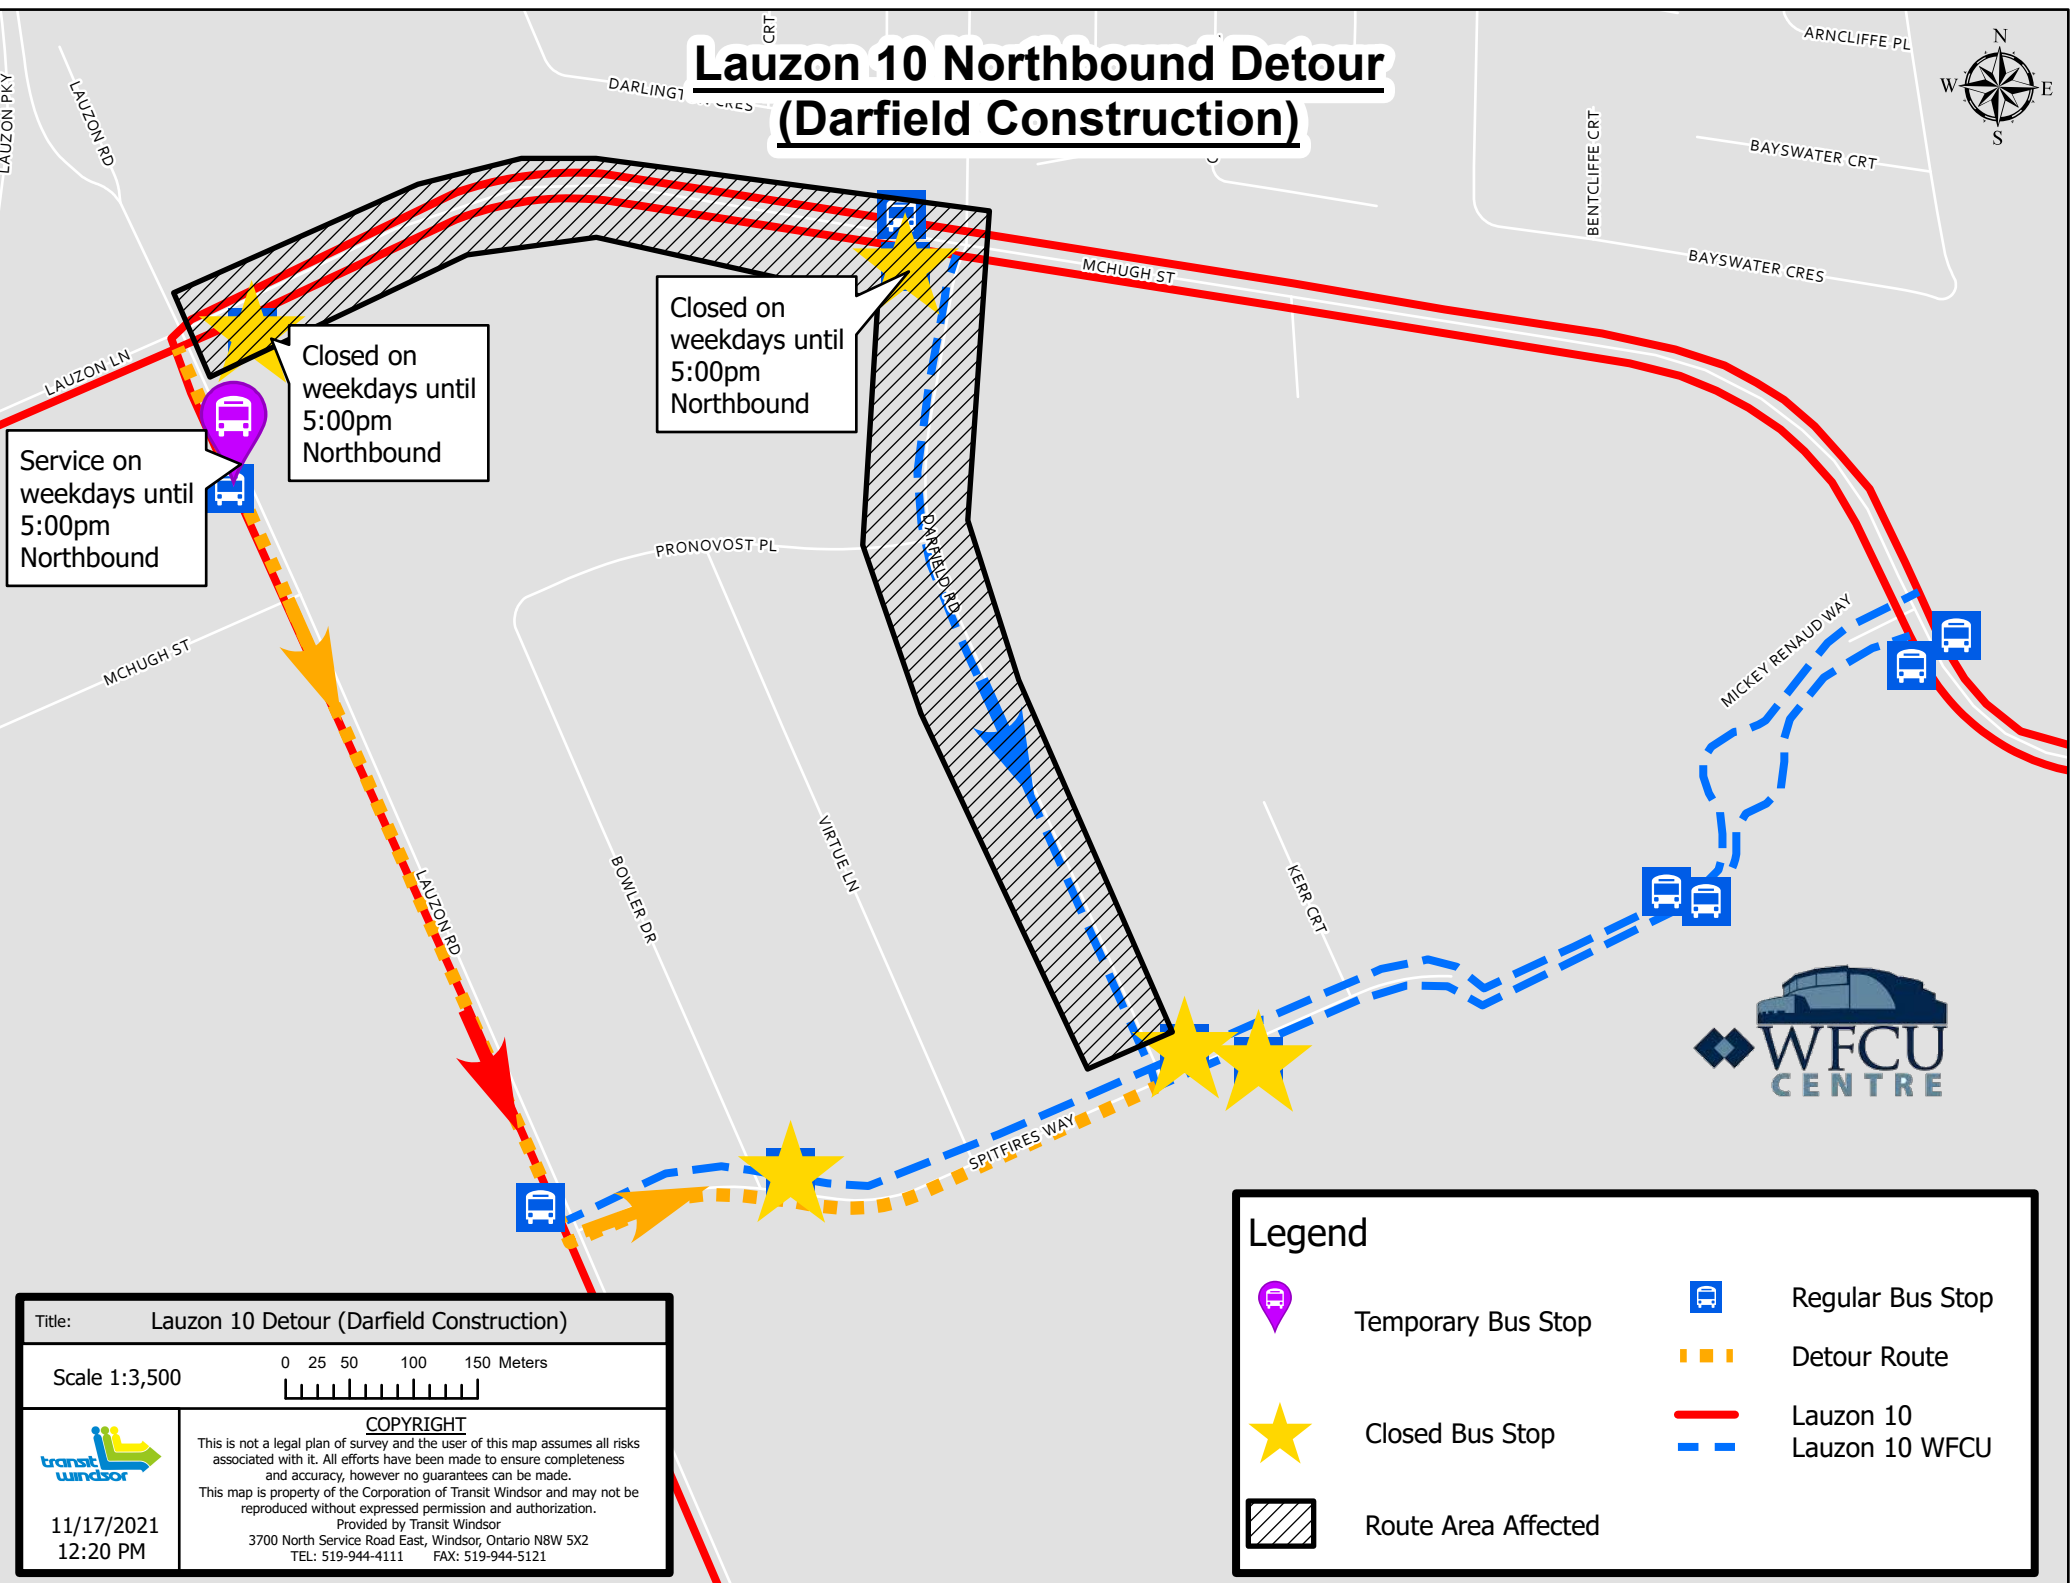 Lauzon 10 Northbound Detour
(Darfield Construction)
N
W
E
S
LAUZON PKY
LAUZON RD
CRT
ARNCLIFFE PL
BENTCLIFFE CRT
BAYSWATER CRT
BAYSWATER CRES
MCHUGH ST
LAUZON LN
Closed on
weekdays until
5:00pm
Northbound
Closed on
weekdays until
5:00pm
Northbound
Service on
weekdays until
5:00pm
Northbound
PRONOVOST PL
DARFIELD RD
MCHUGH ST
MICKEY RENAUD WAY
LAUZON RD
BOWLER DR
VIRTUE LN
KERR CRT
SPITFIRES WAY
WFCU
CENTRE
Legend
Temporary Bus Stop
Regular Bus Stop
Detour Route
Closed Bus Stop
Lauzon 10
Lauzon 10 WFCU
Route Area Affected
Title: Lauzon 10 Detour (Darfield Construction)
Scale 1:3,500
0 25 50 100 150 Meters
transit
windsor
11/17/2021
12:20 PM
COPYRIGHT
This is not a legal plan of survey and the user of this map assumes all risks
associated with it. All efforts have been made to ensure completeness
and accuracy, however no guarantees can be made.
This map is property of the Corporation of Transit Windsor and may not be
reproduced without expressed permission and authorization.
Provided by Transit Windsor
3700 North Service Road East, Windsor, Ontario N8W 5X2
TEL: 519-944-4111 FAX: 519-944-5121